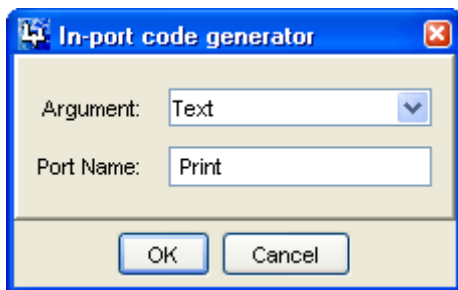 In-port code generator
Argument: Text
Port Name: Print
OK Cancel